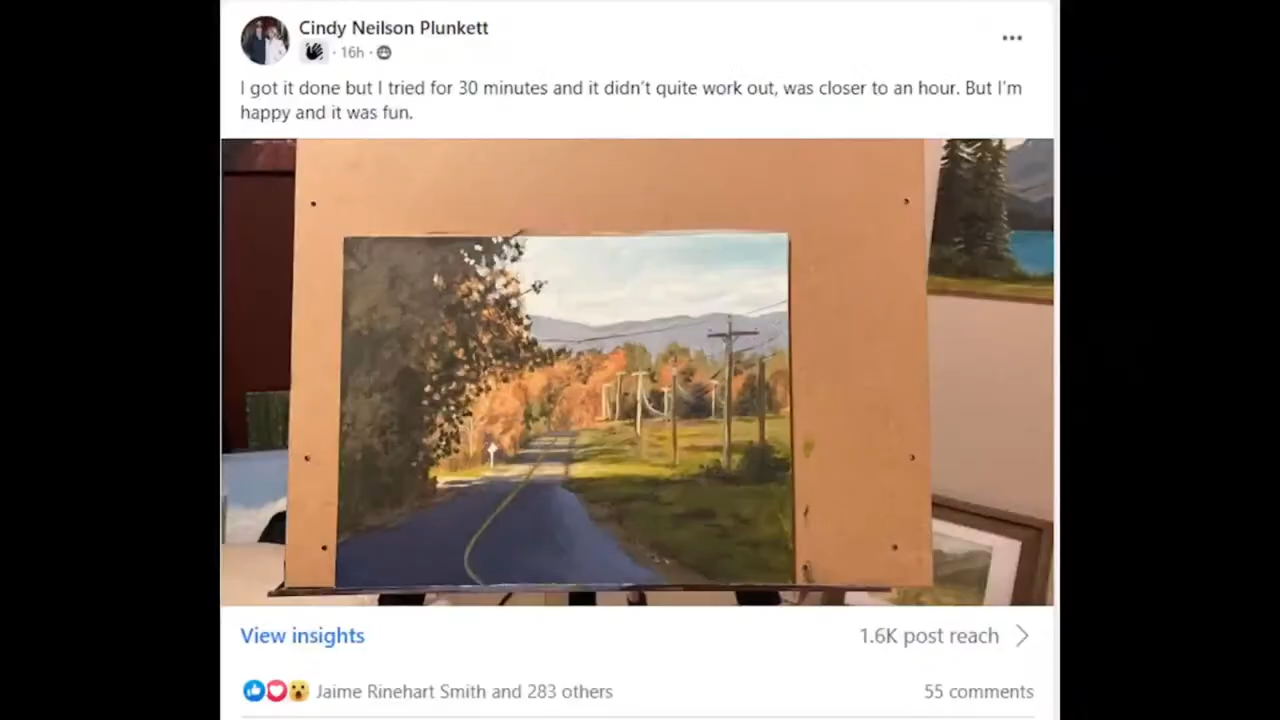 Cindy Neilson Plunkett
· 16h ·
I got it done but I tried for 30 minutes and it didn't quite work out, was closer to an hour. But I'm
happy and it was fun.
View insights
1.6K post reach
Jaime Rinehart Smith and 283 others
55 comments